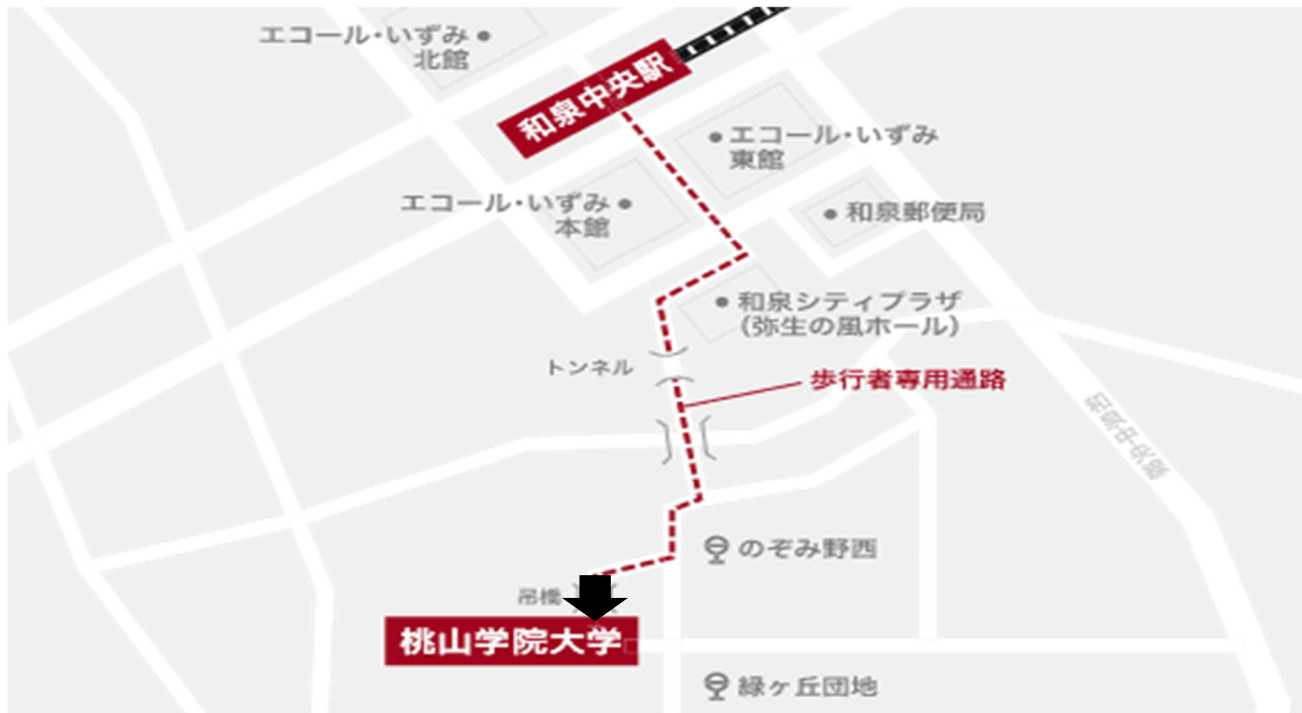 エコール・いずみ
北館
和泉中央駅
エコール・いずみ
東館
エコール・いずみ
本館
和泉郵便局
和泉シティプラザ
(弥生の風ホール)
トンネル
歩行者専用通路
和泉中央線
のぞみ野西
吊橋
桃山学院大学
緑ヶ丘団地